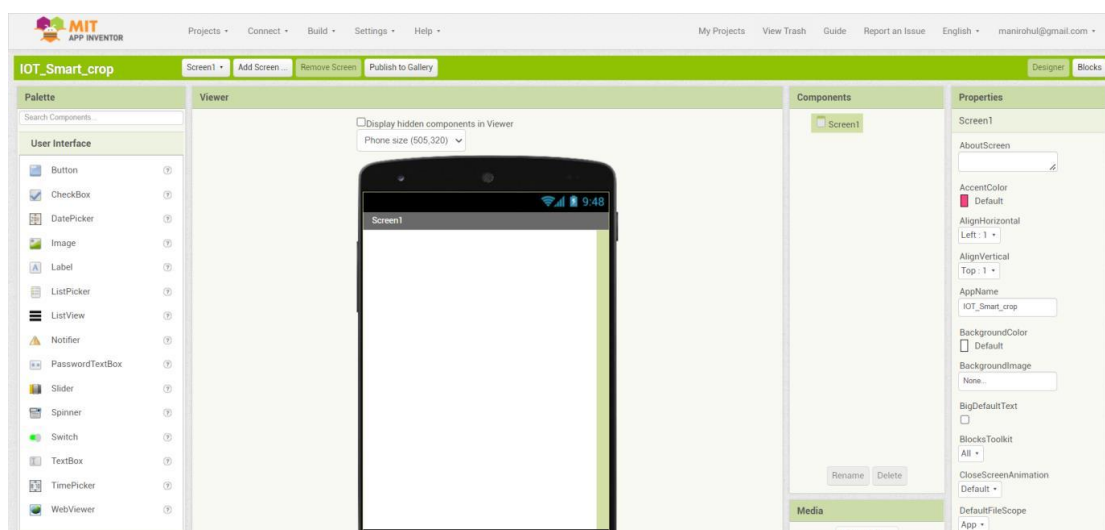 MIT
APP INVENTOR
Projects
Connect
Build
Settings
Help
My Projects
View Trash
Guide
Report an Issue
English
manirohul@gmail.com
IOT_Smart_crop
Screen1
Add Screen ...
Remove Screen
Publish to Gallery
Designer
Blocks
Palette
Search Components...
User Interface
Button
CheckBox
DatePicker
Image
Label
ListPicker
ListView
Notifier
PasswordTextBox
Slider
Spinner
Switch
TextBox
TimePicker
WebViewer
Viewer
Display hidden components in Viewer
Phone size (505,320)
9:48
Screen1
Components
Screen1
Rename
Delete
Media
Properties
Screen1
AboutScreen
AccentColor
Default
AlignHorizontal
Left : 1
AlignVertical
Top : 1
AppName
IOT_Smart_crop
BackgroundColor
Default
BackgroundImage
None...
BigDefaultText
BlocksToolkit
All
CloseScreenAnimation
Default
DefaultFileScope
App